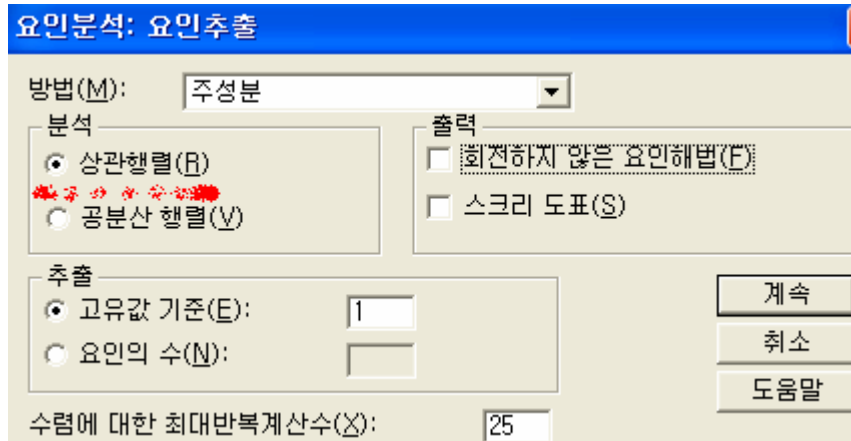 요인분석: 요인추출
방법(M): 주성분
분석
상관행렬(R)
공분산 행렬(V)
출력
회전하지 않은 요인해법(F)
스크리 도표(S)
추출
고유값 기준(E): 1
요인의 수(N):
계속
취소
도움말
수렴에 대한 최대반복계산수(X): 25